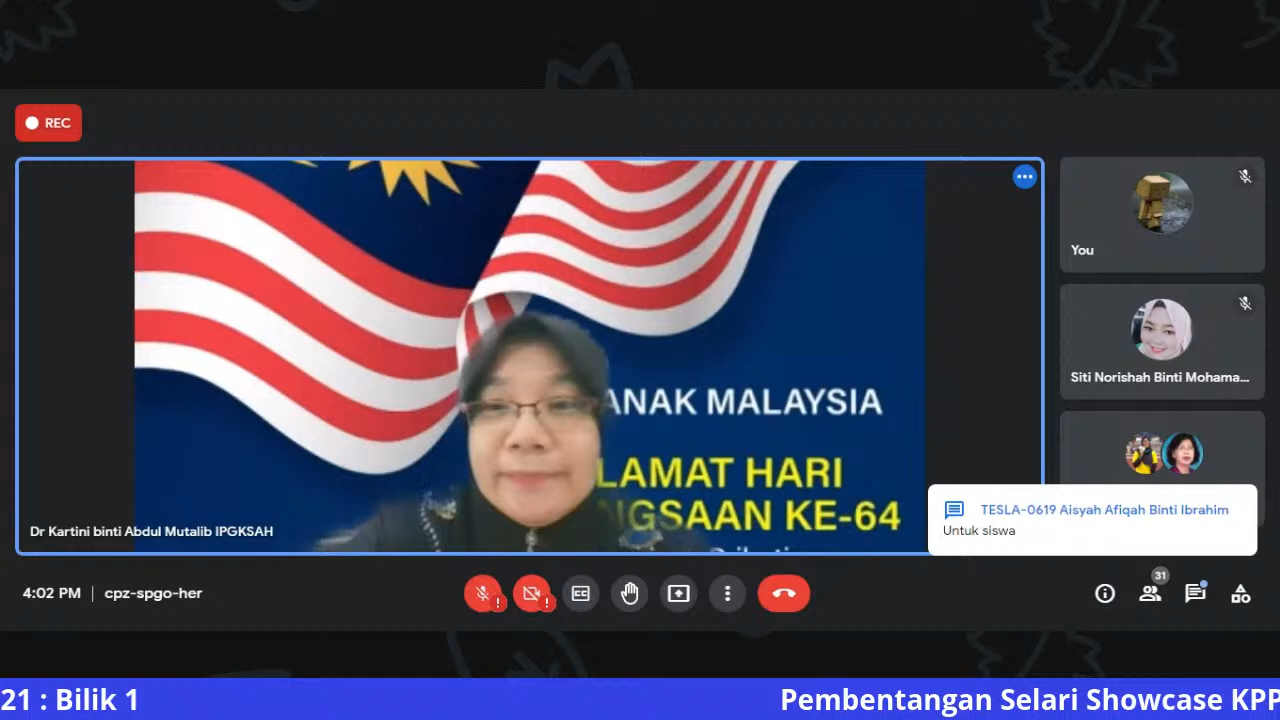 REC
ANAK MALAYSIA
LAMAT HARI
NGSAAN KE-64
Dr Kartini binti Abdul Mutalib IPGKSAH
You
Siti Norishah Binti Mohama...
TESLA-0619 Aisyah Afiqah Binti Ibrahim
Untuk siswa
4:02 PM | cpz-spgo-her
31
21 : Bilik 1 Pembentangan Selari Showcase KPP